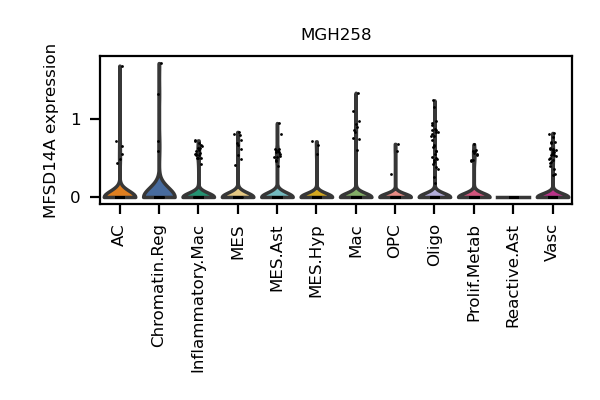 MGH258
MFSD14A expression
1
0
AC
Chromatin.Reg
Inflammatory.Mac
MES
MES.Ast
MES.Hyp
Mac
OPC
Oligo
Prolif.Metab
Reactive.Ast
Vasc